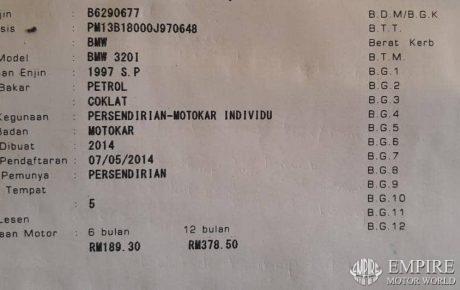 jin : B6290677 B.D.M/B.G.K
sis : PM13B18000J970648 B.T.T.
: BMW Berat Kerb
Model : BMW 320I B.T.M.
an Enjin : 1997 S.P B.G.1
Bakar : PETROL B.G.2
: COKLAT B.G.3
Kegunaan : PERSENDIRIAN-MOTOKAR INDIVIDU B.G.4
Badan : MOTOKAR B.G.5
Dibuat : 2014 B.G.6
Pendaftaran : 07/05/2014 B.G.7
Pemunya : PERSENDIRIAN B.G.8
Tempat B.G.9
: 5 B.G.10
Lesen B.G.11
aan Motor : 6 bulan 12 bulan B.G.12
RM189.30 RM378.50
EMPIRE
MOTOR WORLD